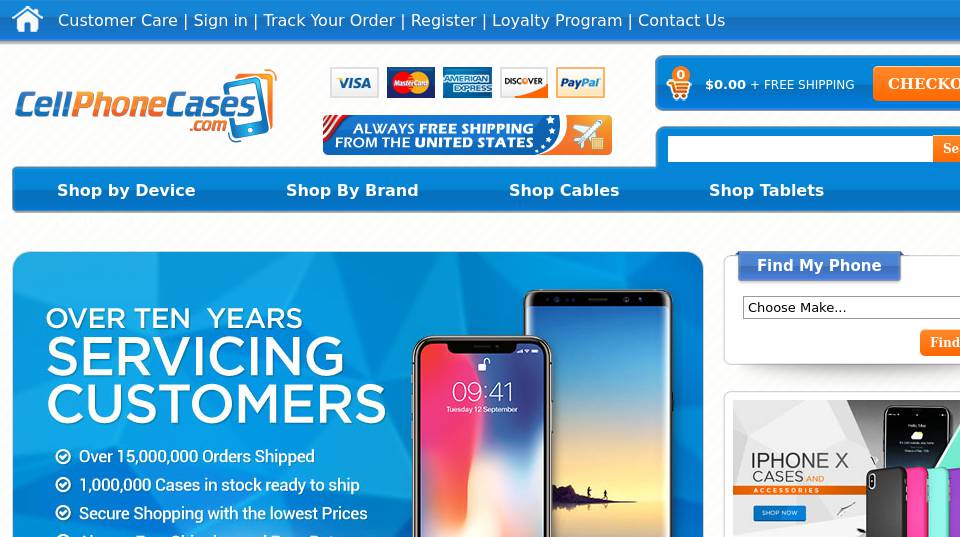 Customer Care | Sign in | Track Your Order | Register | Loyalty Program | Contact Us
CellPhoneCases
.com
VISA MasterCard AMERICAN EXPRESS DISCOVER PayPal
ALWAYS FREE SHIPPING
FROM THE UNITED STATES
0
$0.00 + FREE SHIPPING
CHECKO
Se
Shop by Device Shop By Brand Shop Cables Shop Tablets
OVER TEN YEARS
SERVICING
CUSTOMERS
Over 15,000,000 Orders Shipped
1,000,000 Cases in stock ready to ship
Secure Shopping with the lowest Prices
09:41
Tuesday 12 September
Find My Phone
Choose Make...
Find
IPHONE X
CASES AND
ACCESSORIES
SHOP NOW